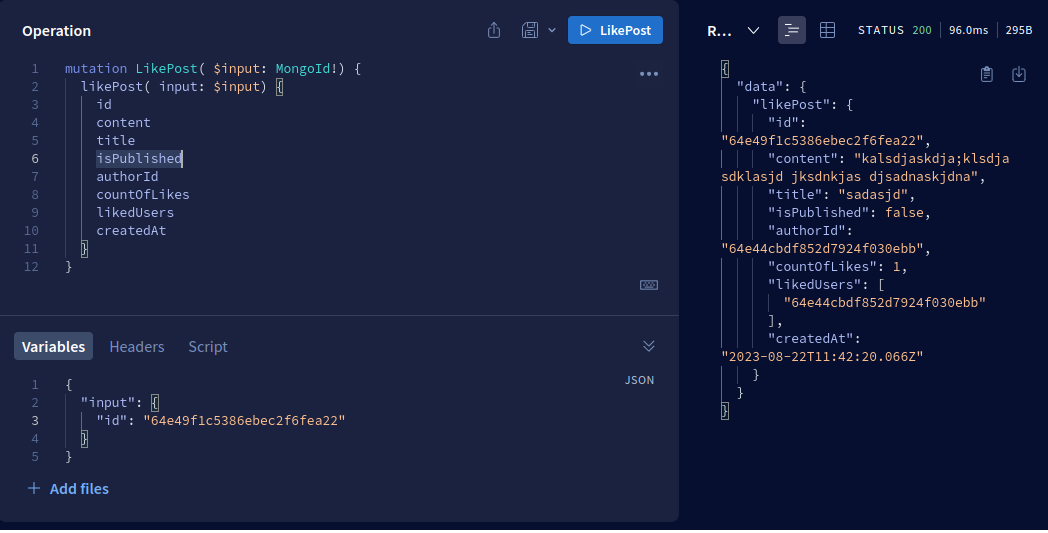 Operation
LikePost
1 mutation LikePost( $input: MongoId!) {
2 likePost( input: $input) {
3 id
4 content
5 title
6 isPublished
7 authorId
8 countOfLikes
9 likedUsers
10 createdAt
11 }
12 }
Variables Headers Script
JSON
1 {
2 "input": {
3 "id": "64e49f1c5386ebec2f6fea22"
4 }
5 }
+ Add files
R... STATUS 200 96.0ms 295B
{
"data": {
"likePost": {
"id":
"64e49f1c5386ebec2f6fea22",
"content": "kalsdjaskdja;klsdja
sdklasjd jksdnkjas djsadnaskjdna",
"title": "sadasjd",
"isPublished": false,
"authorId":
"64e44cbdf852d7924f030ebb",
"countOfLikes": 1,
"likedUsers": [
"64e44cbdf852d7924f030ebb"
],
"createdAt":
"2023-08-22T11:42:20.066Z"
}
}
}